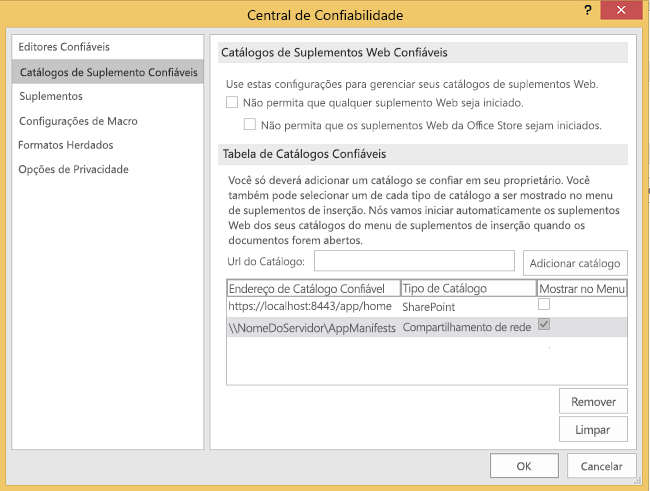 Central de Confiabilidade
?
Editores Confiáveis
Catálogos de Suplemento Confiáveis
Suplementos
Configurações de Macro
Formatos Herdados
Opções de Privacidade
Catálogos de Suplementos Web Confiáveis
Use estas configurações para gerenciar seus catálogos de suplementos Web.
Não permita que qualquer suplemento Web seja iniciado.
Não permita que os suplementos Web da Office Store sejam iniciados.
Tabela de Catálogos Confiáveis
Você só deverá adicionar um catálogo se confiar em seu proprietário. Você
também pode selecionar um de cada tipo de catálogo a ser mostrado no menu
de suplementos de inserção. Nós vamos iniciar automaticamente os suplementos
Web dos seus catálogos do menu de suplementos de inserção quando os
documentos forem abertos.
Url do Catálogo:
Adicionar catálogo
Endereço de Catálogo Confiável Tipo de Catálogo Mostrar no Menu
https://localhost:8443/app/home SharePoint
\\NomeDoServidor\AppManifests Compartilhamento de rede
Remover
Limpar
OK Cancelar